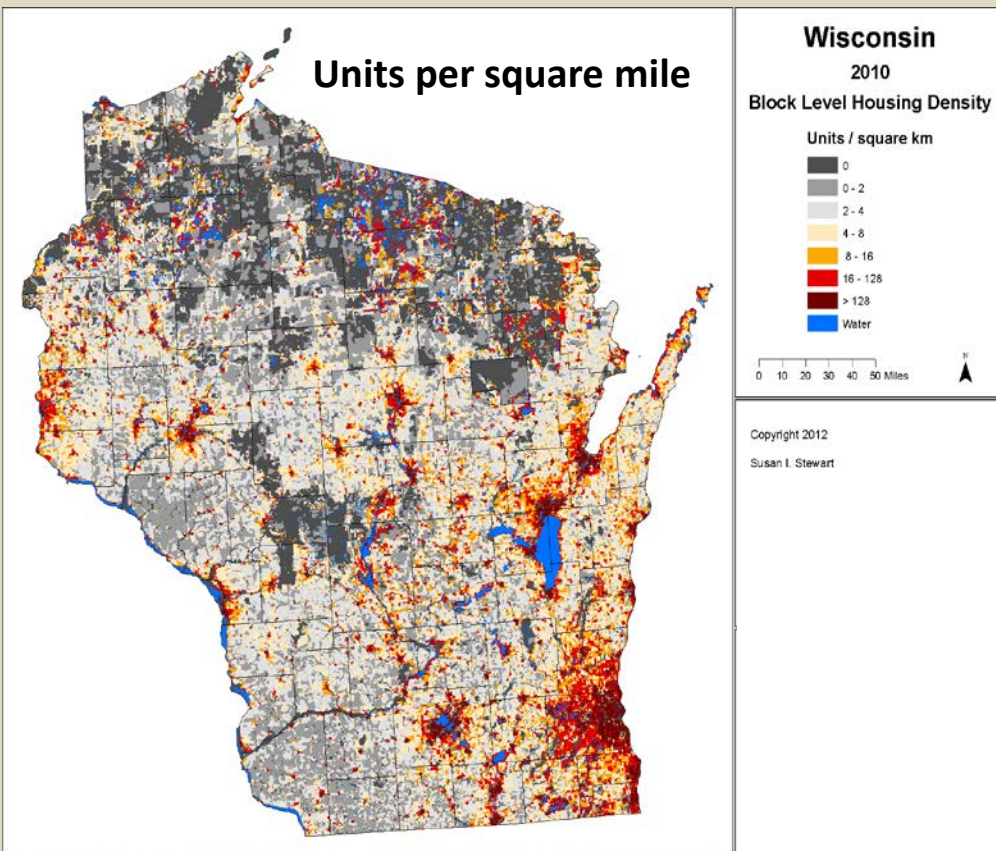 Units per square mile
Wisconsin
2010
Block Level Housing Density
Units / square km
0
0 - 2
2 - 4
4 - 8
8 - 16
16 - 128
> 128
Water
0 10 20 30 40 50 Miles
N
Copyright 2012
Susan I. Stewart